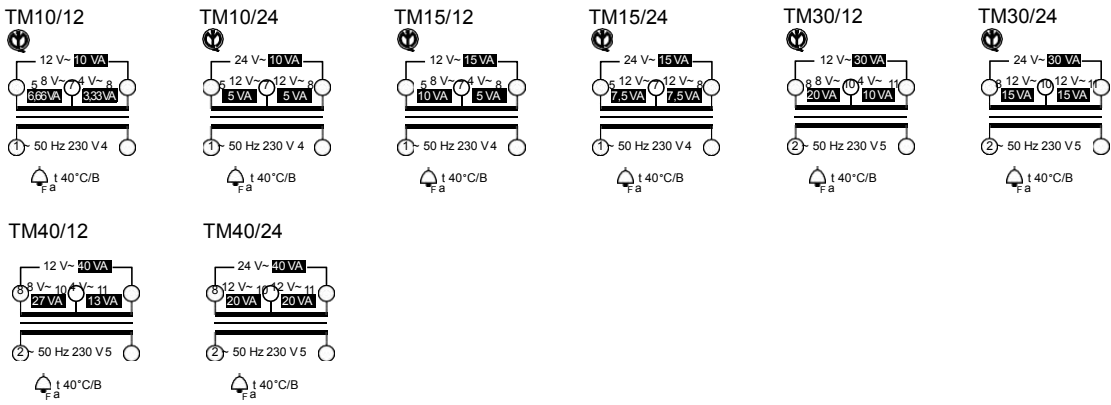 TM10/12
12 V~ 10 VA
5 8 V~ 7 4 V~ 8
6,66VA 3,33VA
1 ~ 50 Hz 230 V 4
t 40°C/B
F a
TM10/24
24 V~ 10 VA
5 12 V~ 7 12 V~ 8
5 VA 5 VA
1 ~ 50 Hz 230 V 4
t 40°C/B
F a
TM15/12
12 V~ 15 VA
5 8 V~ 7 4 V~ 8
10 VA 5 VA
1 ~ 50 Hz 230 V 4
t 40°C/B
F a
TM15/24
24 V~ 15 VA
5 12 V~ 7 12 V~ 8
7,5 VA 7,5 VA
1 ~ 50 Hz 230 V 4
t 40°C/B
F a
TM30/12
12 V~ 30 VA
8 8 V~ 10 4 V~ 11
20 VA 10 VA
2 ~ 50 Hz 230 V 5
t 40°C/B
F a
TM30/24
24 V~ 30 VA
8 12 V~ 10 12 V~ 11
15 VA 15 VA
2 ~ 50 Hz 230 V 5
t 40°C/B
F a
TM40/12
12 V~ 40 VA
8 8 V~ 10 4 V~ 11
27 VA 13 VA
2 ~ 50 Hz 230 V 5
t 40°C/B
F a
TM40/24
24 V~ 40 VA
8 12 V~ 10 12 V~ 11
20 VA 20 VA
2 ~ 50 Hz 230 V 5
t 40°C/B
F a